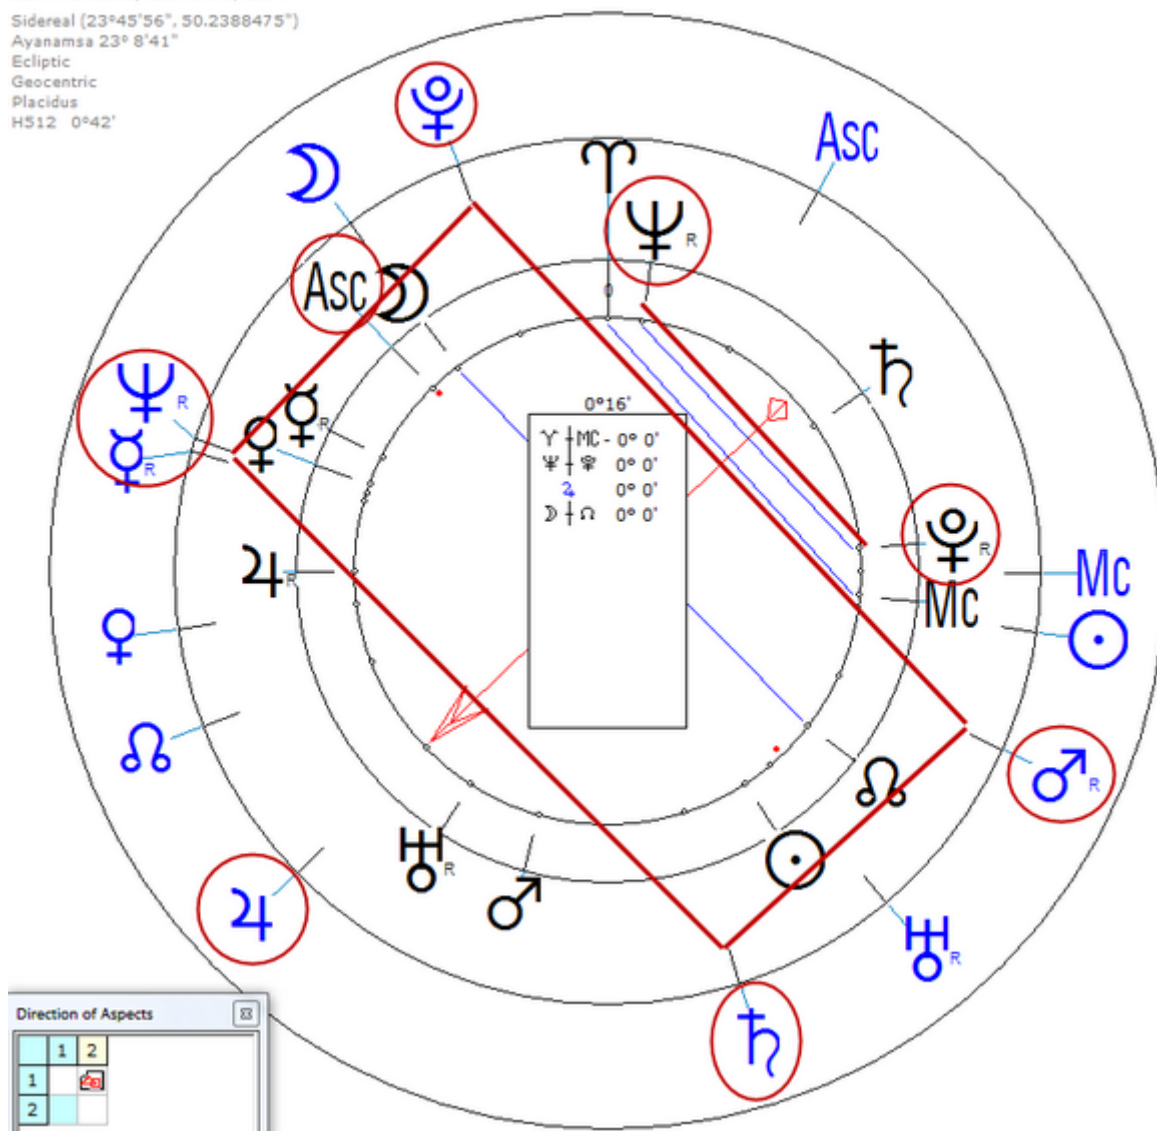 Sidereal (23°45'56", 50.2388475")
Ayanamsa 23° 8'41"
Ecliptic
Geocentric
Placidus
H512 0°42'
♇
☽
Asc
♈
♆ R
Asc ☽
0
♄
♆ R
☿ R
☿ R
♀
0°16'
♈ ┼ MC - 0° 0'
♆ ┼ ♇ 0° 0'
♃ 0° 0'
☽ ┼ ☊ 0° 0'
♇ R
Mc
Mc
♃ R
♀
☉
☊
♂ R
☊
♅ R
♂
☉
♃
♅ R
♄
Direction of Aspects
1 2
1
2